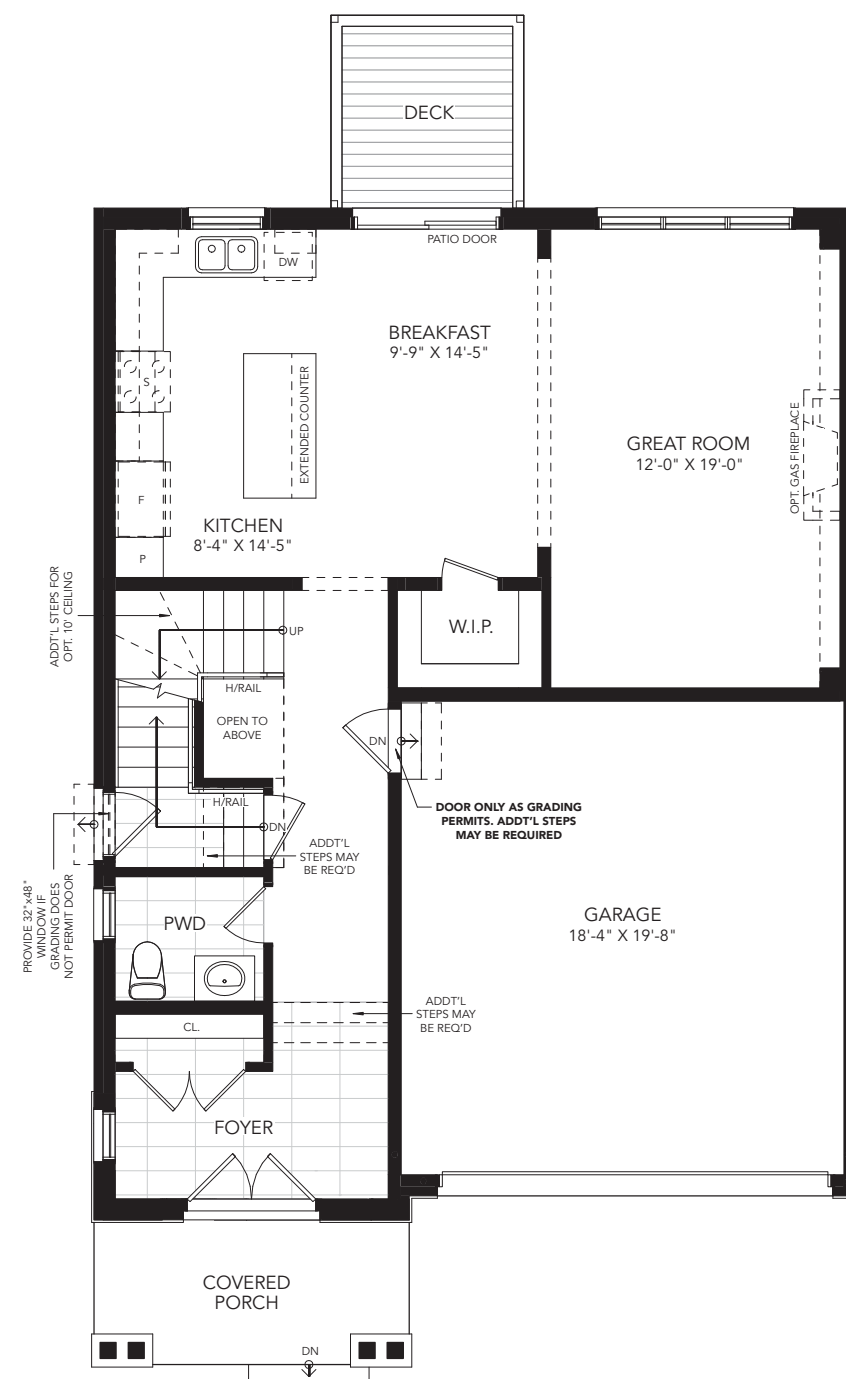 DECK
PATIO DOOR
DW
BREAKFAST
9'-9" X 14'-5"
S
EXTENDED COUNTER
GREAT ROOM
12'-0" X 19'-0"
OPT. GAS FIREPLACE
F
KITCHEN
8'-4" X 14'-5"
P
ADDT'L STEPS FOR
OPT. 10' CEILING
UP
W.I.P.
H/RAIL
OPEN TO
ABOVE
DN
H/RAIL
DN
DOOR ONLY AS GRADING
PERMITS. ADDT'L STEPS
MAY BE REQUIRED
ADDT'L
STEPS MAY
BE REQ'D
PROVIDE 32"x48"
WINDOW IF
GRADING DOES
NOT PERMIT DOOR
PWD
GARAGE
18'-4" X 19'-8"
ADDT'L
STEPS MAY
BE REQ'D
CL.
FOYER
COVERED
PORCH
DN